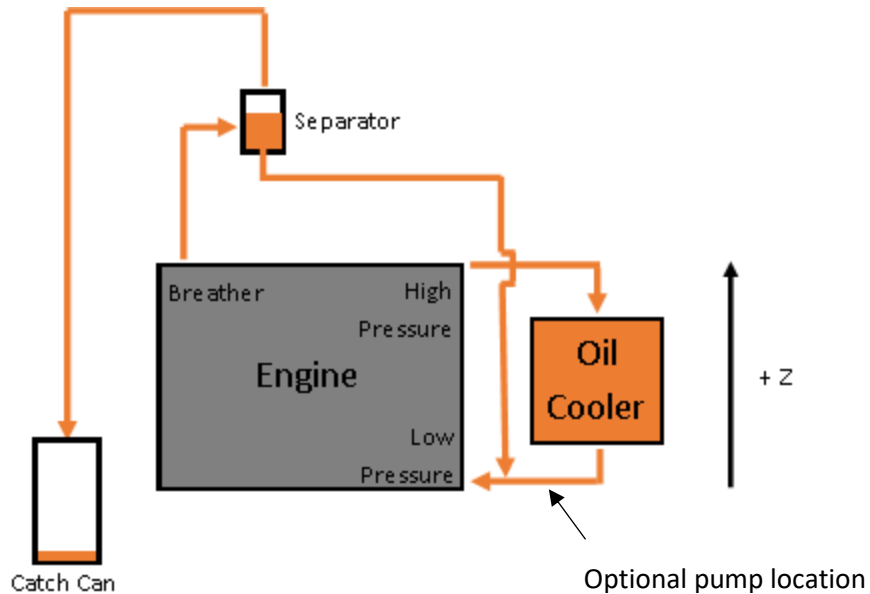 Separator
Breather
High
Pressure
Engine
Oil
Cooler
+ Z
Low
Pressure
Catch Can
Optional pump location